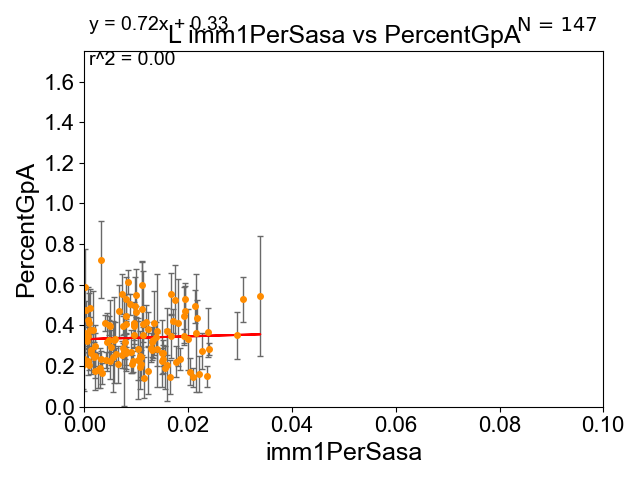 y = 0.72x + 0.33
N = 147
L imm1PerSasa vs PercentGpA
r^2 = 0.00
PercentGpA
1.6
1.4
1.2
1.0
0.8
0.6
0.4
0.2
0.0
0.00
0.02
0.04
0.06
0.08
0.10
imm1PerSasa